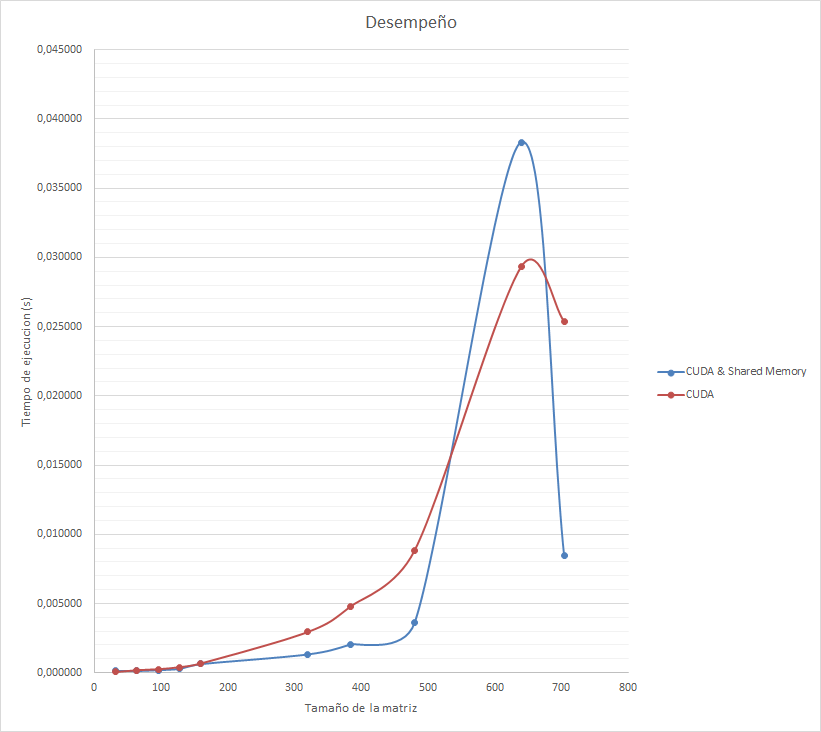 Desempeño
0,045000
0,040000
0,035000
0,030000
0,025000
0,020000
0,015000
0,010000
0,005000
0,000000
Tiempo de ejecucion (s)
0 100 200 300 400 500 600 700 800
Tamaño de la matriz
CUDA & Shared Memory
CUDA